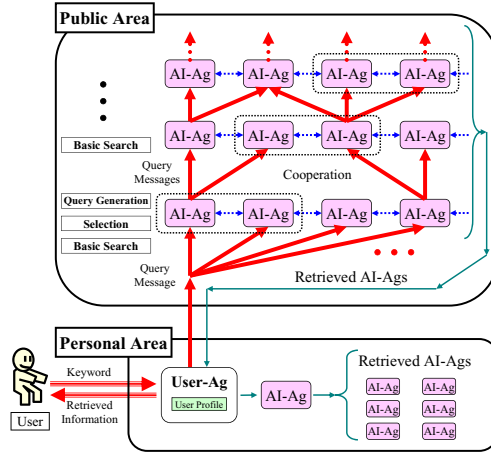 Public Area
AI-Ag AI-Ag AI-Ag AI-Ag
AI-Ag AI-Ag AI-Ag AI-Ag
Basic Search
Query
Messages
Cooperation
Query Generation
Selection
Basic Search
AI-Ag AI-Ag AI-Ag AI-Ag
Query
Message
Retrieved AI-Ags
Personal Area
Keyword
Retrieved
Information
User
User-Ag
User Profile
AI-Ag
Retrieved AI-Ags
AI-Ag AI-Ag
AI-Ag AI-Ag
AI-Ag AI-Ag